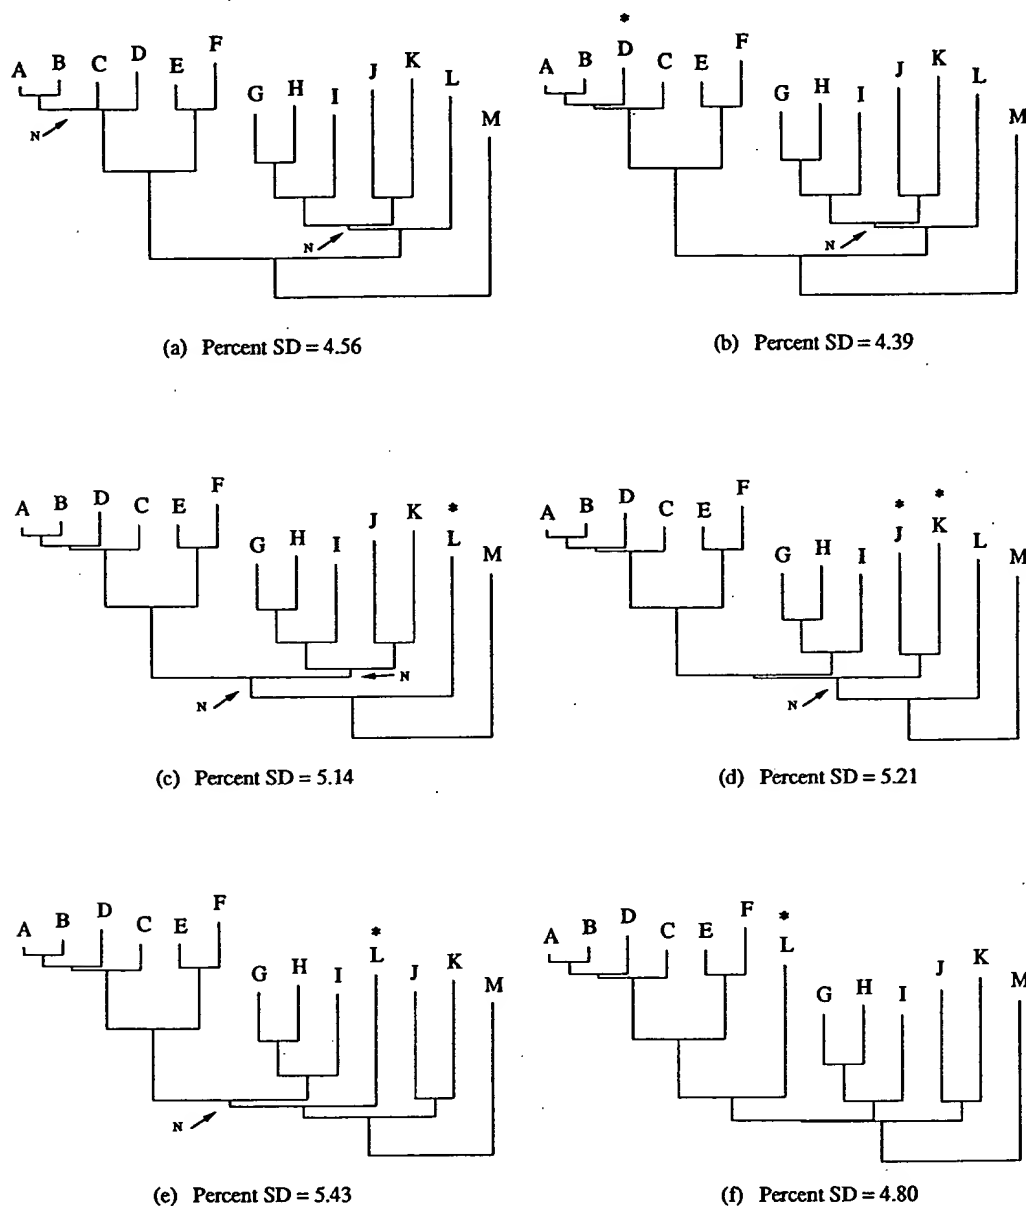 A B C D E F G H I J K L M
N
N
(a) Percent SD = 4.56
*
A B D C E F G H I J K L M
N
(b) Percent SD = 4.39
*
A B D C E F G H I J K L M
N
N
(c) Percent SD = 5.14
* *
A B D C E F G H I J K L M
N
(d) Percent SD = 5.21
*
A B D C E F G H I L J K M
N
(e) Percent SD = 5.43
*
A B D C E F L G H I J K M
(f) Percent SD = 4.80